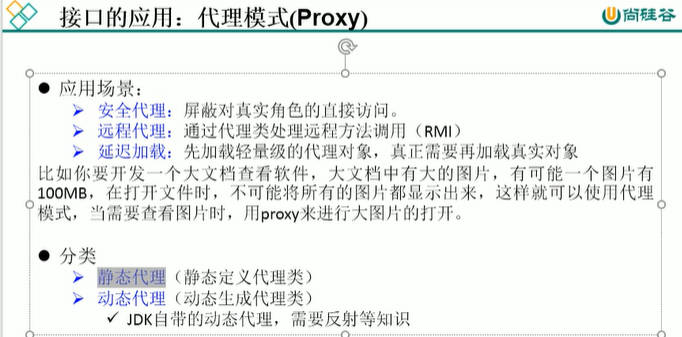 接口的应用：代理模式(Proxy)
尚硅谷
应用场景：
安全代理：屏蔽对真实角色的直接访问。
远程代理：通过代理类处理远程方法调用（RMI）
延迟加载：先加载轻量级的代理对象，真正需要再加载真实对象
比如你要开发一个大文档查看软件，大文档中有大的图片，有可能一个图片有
100MB，在打开文件时，不可能将所有的图片都显示出来，这样就可以使用代理
模式，当需要查看图片时，用proxy来进行大图片的打开。
分类
静态代理（静态定义代理类）
动态代理（动态生成代理类）
JDK自带的动态代理，需要反射等知识